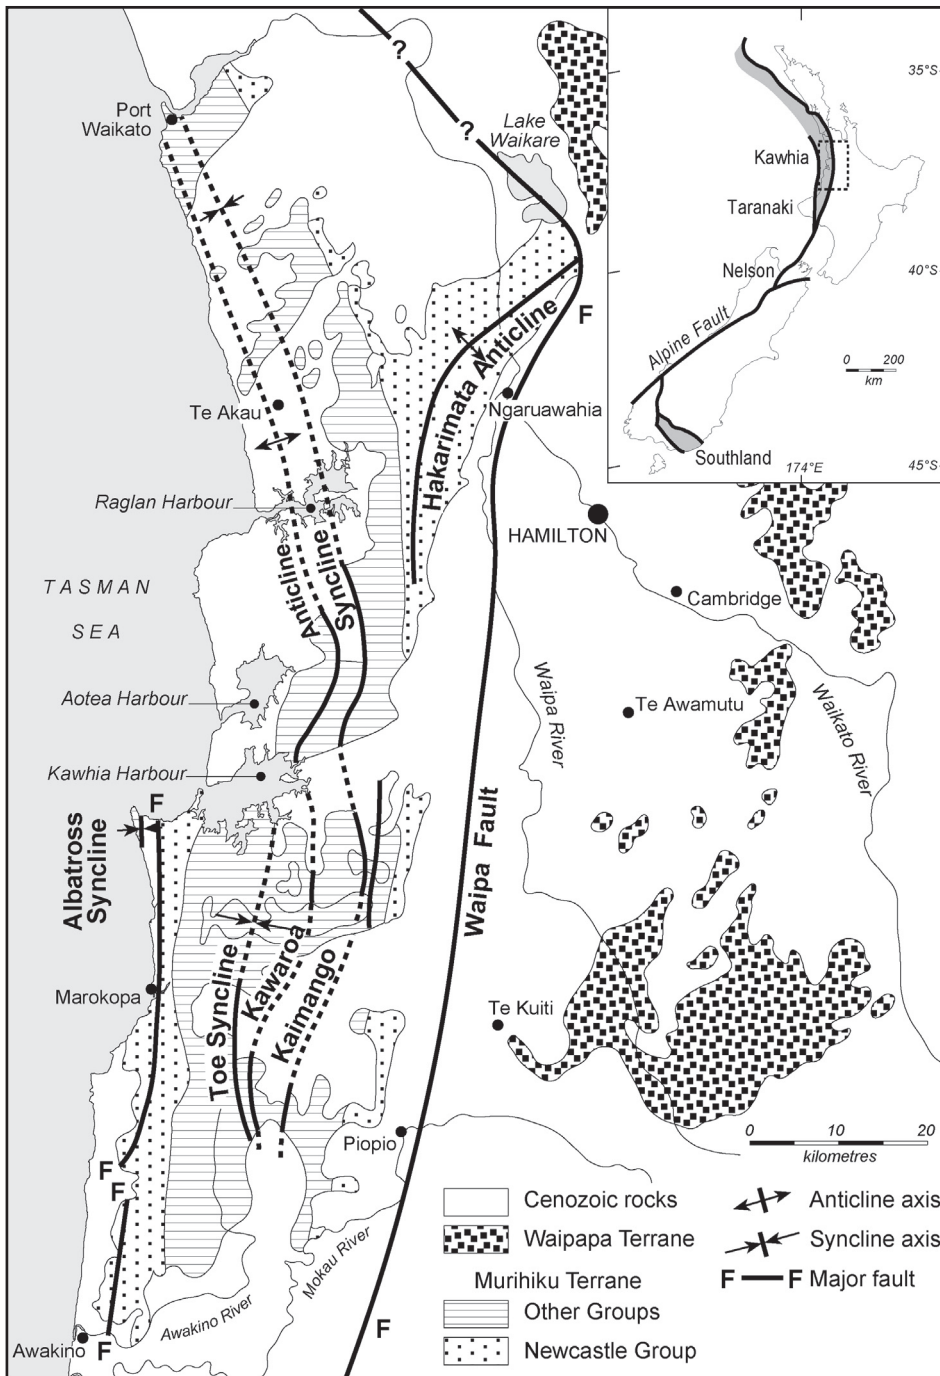 ?
?
Lake
Waikare
Port
Waikato
35°S
Kawhia
Taranaki
Nelson
40°S
Alpine Fault
0 200
km
Southland
174°E
45°S
F
Hakarimata Anticline
Ngaruawahia
Te Akau
Raglan Harbour
HAMILTON
Anticline
Syncline
TASMAN
SEA
Cambridge
Aotea Harbour
Waipa River
Te Awamutu
Waikato River
Kawhia Harbour
F
Albatross
Syncline
Waipa Fault
Toe Syncline
Kawaroa
Kaimango
Marokopa
Te Kuiti
Piopio
0 10 20
kilometres
F
F
Mokau River
Awakino River
Awakino
F
F
Cenozoic rocks
Waipapa Terrane
Murihiku Terrane
Other Groups
Newcastle Group
Anticline axis
Syncline axis
F F Major fault